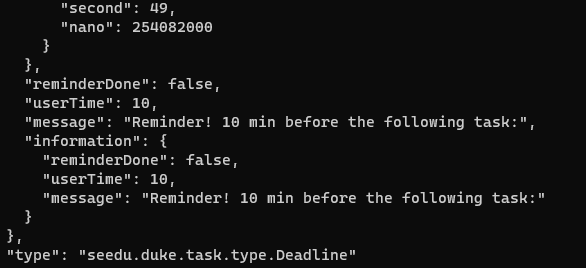 "second": 49,
"nano": 254082000
}
},
"reminderDone": false,
"userTime": 10,
"message": "Reminder! 10 min before the following task:",
"information": {
"reminderDone": false,
"userTime": 10,
"message": "Reminder! 10 min before the following task:"
}
},
"type": "seedu.duke.task.type.Deadline"